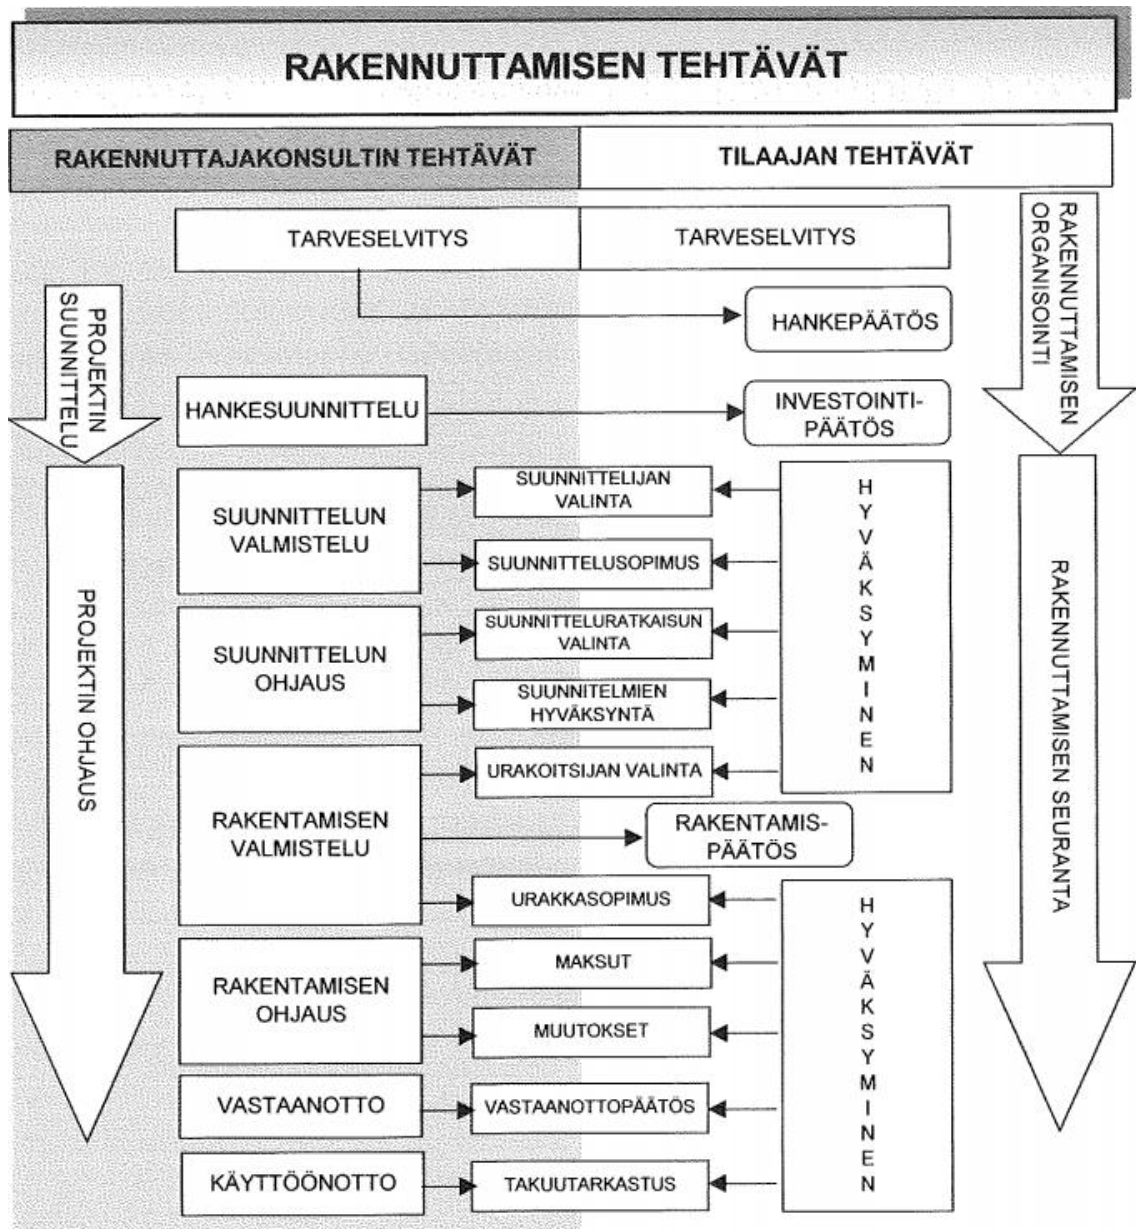 RAKENNUTTAMISEN TEHTÄVÄT
RAKENNUTTAJAKONSULTIN TEHTÄVÄT
TILAAJAN TEHTÄVÄT
TARVESELVITYS
TARVESELVITYS
RAKENNUTTAMISEN
ORGANISOINTI
PROJEKTIN
SUUNNITTELU
HANKEPÄÄTÖS
HANKESUUNNITTELU
INVESTOINTI-
PÄÄTÖS
SUUNNITTELUN
VALMISTELU
SUUNNITTELIJAN
VALINTA
SUUNNITTELUSOPIMUS
HYVÄKSYMINEN
PROJEKTIN OHJAUS
RAKENNUTTAMISEN SEURANTA
SUUNNITTELUN
OHJAUS
SUUNNITTELURATKAISUN
VALINTA
SUUNNITELMIEN
HYVÄKSYNTÄ
RAKENTAMISEN
VALMISTELU
URAKOITSIJAN VALINTA
RAKENTAMIS-
PÄÄTÖS
URAKKASOPIMUS
HYVÄKSYMINEN
RAKENTAMISEN
OHJAUS
MAKSUT
MUUTOKSET
VASTAANOTTO
VASTAANOTTOPÄÄTÖS
KÄYTTÖÖNOTTO
TAKUUTARKASTUS